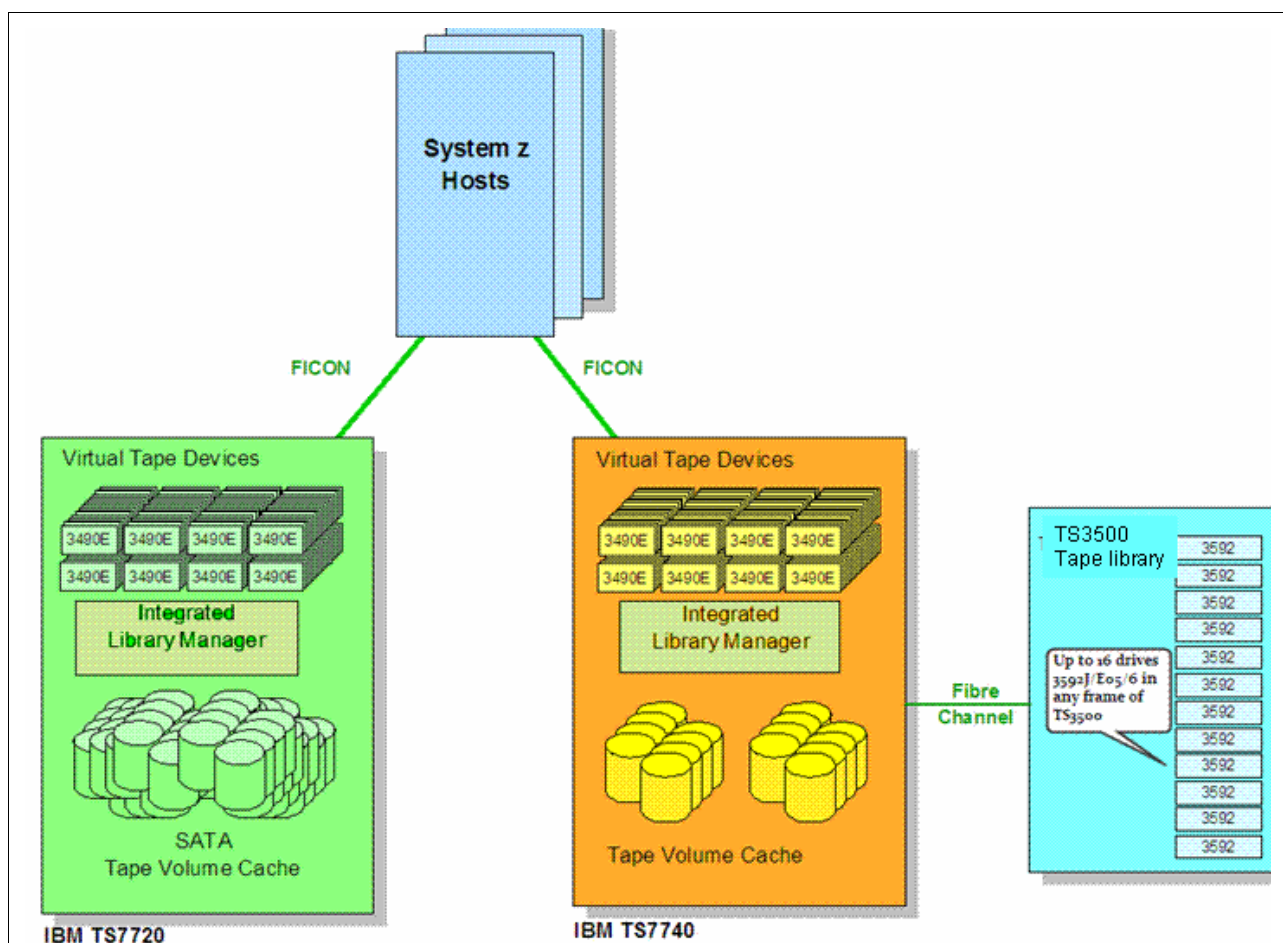 System z
Hosts
FICON
FICON
Virtual Tape Devices
3490E 3490E 3490E 3490E
3490E 3490E 3490E 3490E
Integrated
Library Manager
SATA
Tape Volume Cache
IBM TS7720
Virtual Tape Devices
3490E 3490E 3490E 3490E
3490E 3490E 3490E 3490E
Integrated
Library Manager
Tape Volume Cache
IBM TS7740
Fibre
Channel
TS3500
Tape library
3592
3592
3592
3592
3592
3592
3592
3592
3592
3592
3592
3592
Up to 16 drives
3592J/E05/6 in
any frame of
TS3500